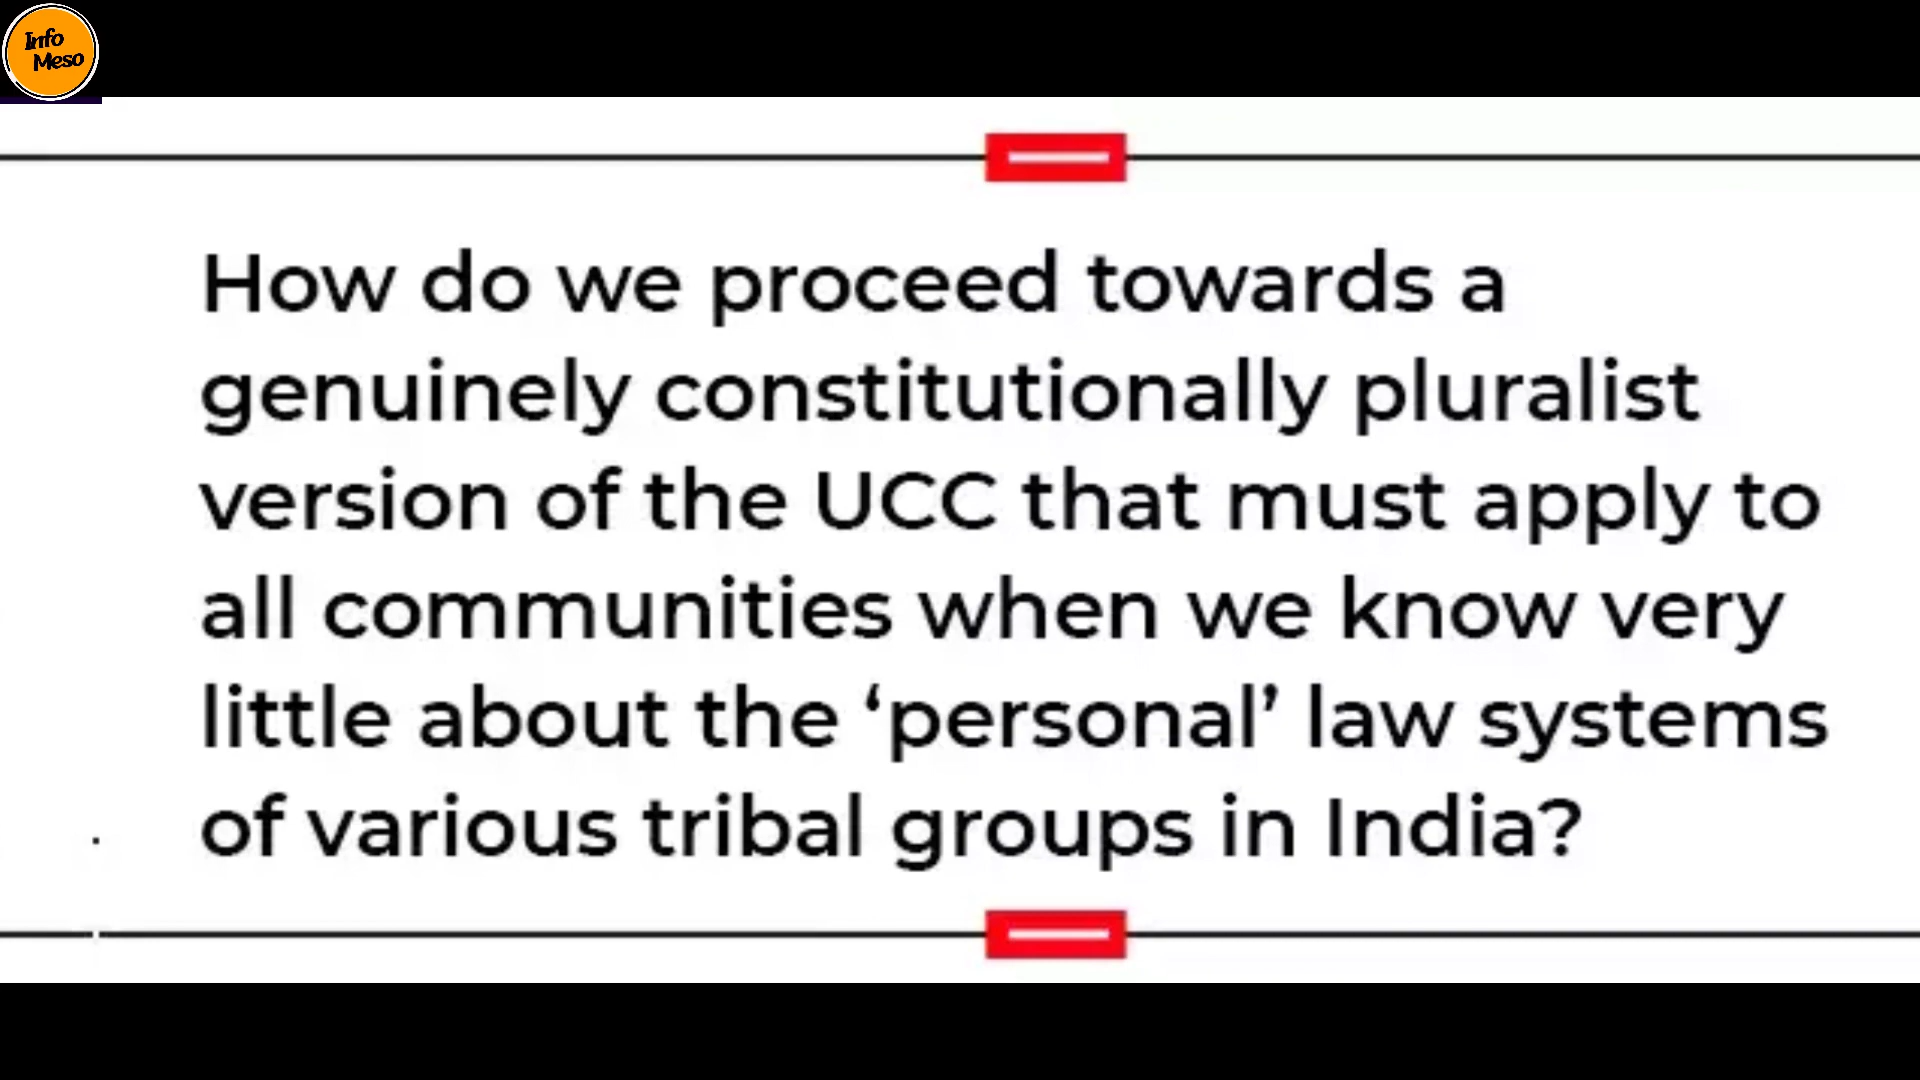 Info
Meso
How do we proceed towards a
genuinely constitutionally pluralist
version of the UCC that must apply to
all communities when we know very
little about the ‘personal’ law systems
of various tribal groups in India?